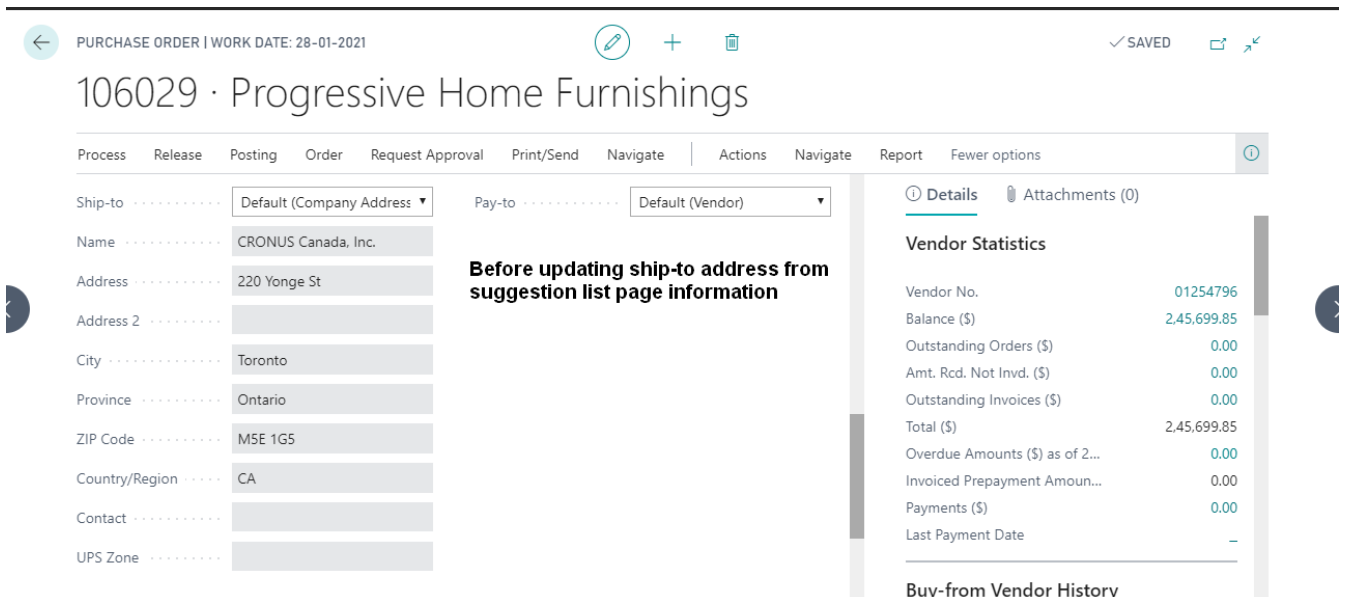 PURCHASE ORDER | WORK DATE: 28-01-2021
SAVED
106029 · Progressive Home Furnishings
Process Release Posting Order Request Approval Print/Send Navigate Actions Navigate Report Fewer options
Ship-to Default (Company Address
Name CRONUS Canada, Inc.
Address 220 Yonge St
Address 2
City Toronto
Province Ontario
ZIP Code M5E 1G5
Country/Region CA
Contact
UPS Zone
Pay-to Default (Vendor)
Before updating ship-to address from
suggestion list page information
Details Attachments (0)
Vendor Statistics
Vendor No. 01254796
Balance ($) 2,45,699.85
Outstanding Orders ($) 0.00
Amt. Rcd. Not Invd. ($) 0.00
Outstanding Invoices ($) 0.00
Total ($) 2,45,699.85
Overdue Amounts ($) as of 2... 0.00
Invoiced Prepayment Amoun... 0.00
Payments ($) 0.00
Last Payment Date _
Buy-from Vendor History